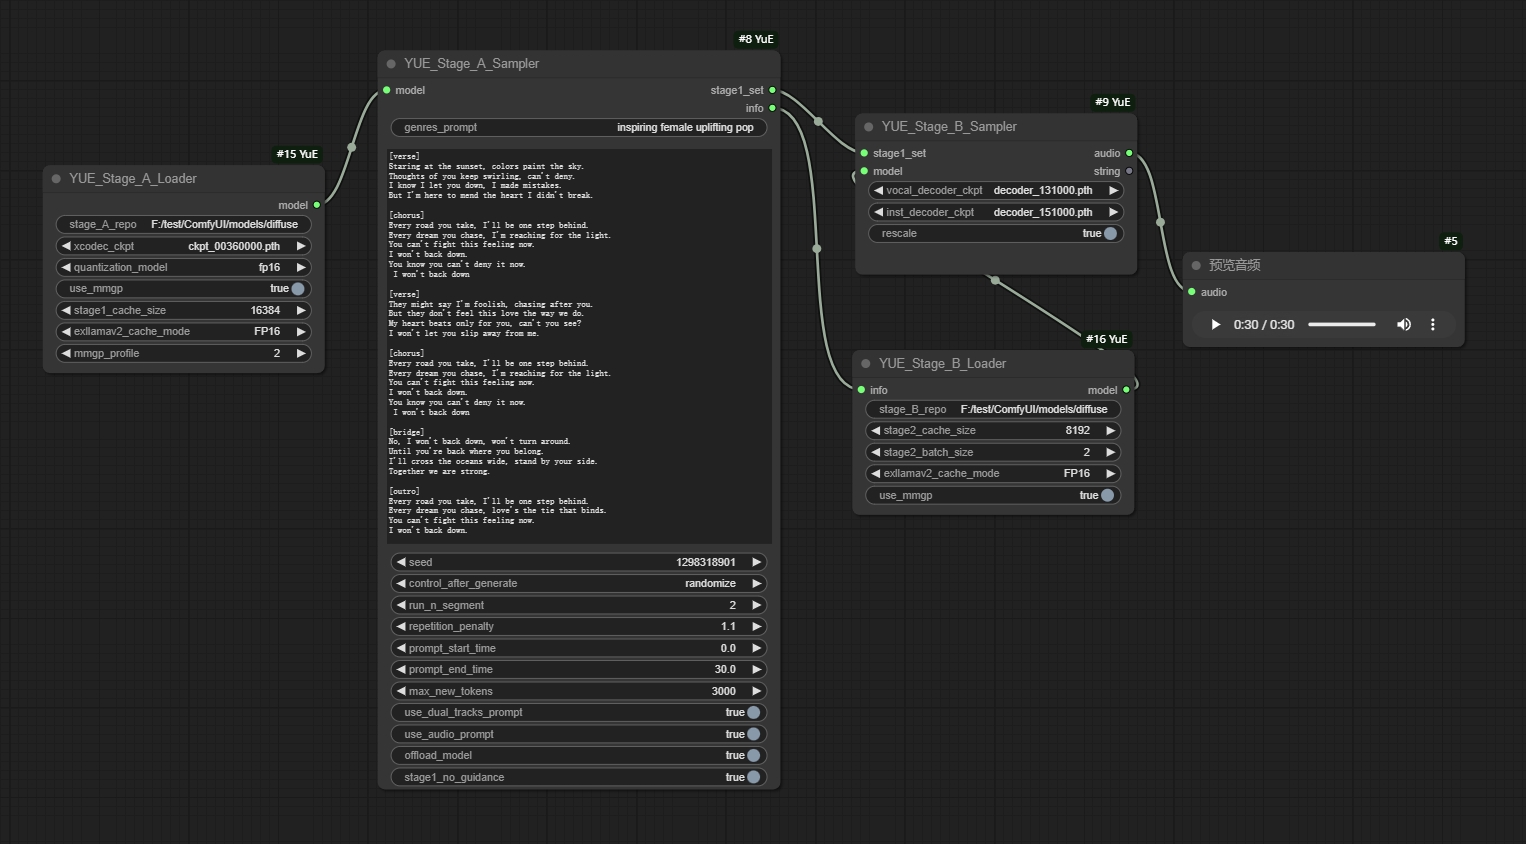 #15 YuE
YUE_Stage_A_Loader
model
stage_A_repo F:/test/ComfyUI/models/diffuse
xcodec_ckpt ckpt_00360000.pth
quantization_model fp16
use_mmgp true
stage1_cache_size 16384
exllamav2_cache_mode FP16
mmgp_profile 2
#8 YuE
YUE_Stage_A_Sampler
model stage1_set
info
genres_prompt inspiring female uplifting pop
[verse]
Staring at the sunset, colors paint the sky.
Thoughts of you keep swirling, can't deny.
I know I let you down, I made mistakes.
But I'm here to mend the heart I didn't break.
[chorus]
Every road you take, I'll be one step behind.
Every dream you chase, I'm reaching for the light.
You can't fight this feeling now.
I won't back down.
You know you can't deny it now.
I won't back down
[verse]
They might say I'm foolish, chasing after you.
But they don't feel this love the way we do.
My heart beats only for you, can't you see?
I won't let you slip away from me.
[chorus]
Every road you take, I'll be one step behind.
Every dream you chase, I'm reaching for the light.
You can't fight this feeling now.
I won't back down.
You know you can't deny it now.
I won't back down
[bridge]
No, I won't back down, won't turn around.
Until you're back where you belong.
I'll cross the oceans wide, stand by your side.
Together we are strong.
[outro]
Every road you take, I'll be one step behind.
Every dream you chase, love's the tie that binds.
You can't fight this feeling now.
I won't back down.
seed 1298318901
control_after_generate randomize
run_n_segment 2
repetition_penalty 1.1
prompt_start_time 0.0
prompt_end_time 30.0
max_new_tokens 3000
use_dual_tracks_prompt true
use_audio_prompt true
offload_model true
stage1_no_guidance true
#9 YuE
YUE_Stage_B_Sampler
stage1_set audio
model string
vocal_decoder_ckpt decoder_131000.pth
inst_decoder_ckpt decoder_151000.pth
rescale true
#16 YuE
YUE_Stage_B_Loader
info model
stage_B_repo F:/test/ComfyUI/models/diffuse
stage2_cache_size 8192
stage2_batch_size 2
exllamav2_cache_mode FP16
use_mmgp true
#5
预览音频
audio
0:30 / 0:30